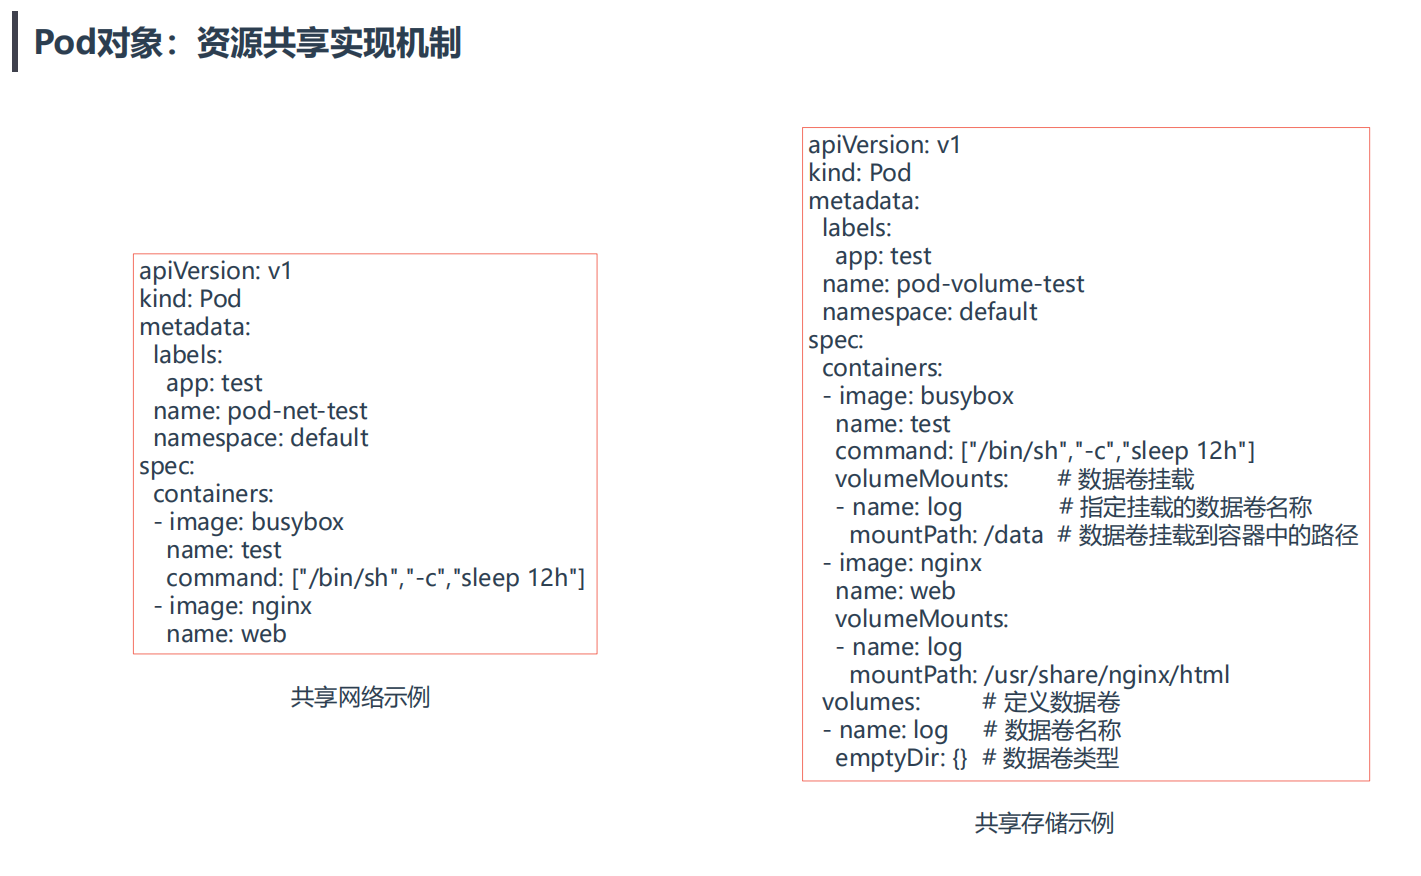 Pod对象：资源共享实现机制
apiVersion: v1
kind: Pod
metadata:
  labels:
    app: test
  name: pod-net-test
  namespace: default
spec:
  containers:
  - image: busybox
    name: test
    command: ["/bin/sh","-c","sleep 12h"]
  - image: nginx
    name: web
共享网络示例
apiVersion: v1
kind: Pod
metadata:
  labels:
    app: test
  name: pod-volume-test
  namespace: default
spec:
  containers:
  - image: busybox
    name: test
    command: ["/bin/sh","-c","sleep 12h"]
    volumeMounts:       # 数据卷挂载
    - name: log              # 指定挂载的数据卷名称
      mountPath: /data  # 数据卷挂载到容器中的路径
  - image: nginx
    name: web
    volumeMounts:
    - name: log
      mountPath: /usr/share/nginx/html
  volumes:         # 定义数据卷
  - name: log     # 数据卷名称
    emptyDir: {}  # 数据卷类型
共享存储示例